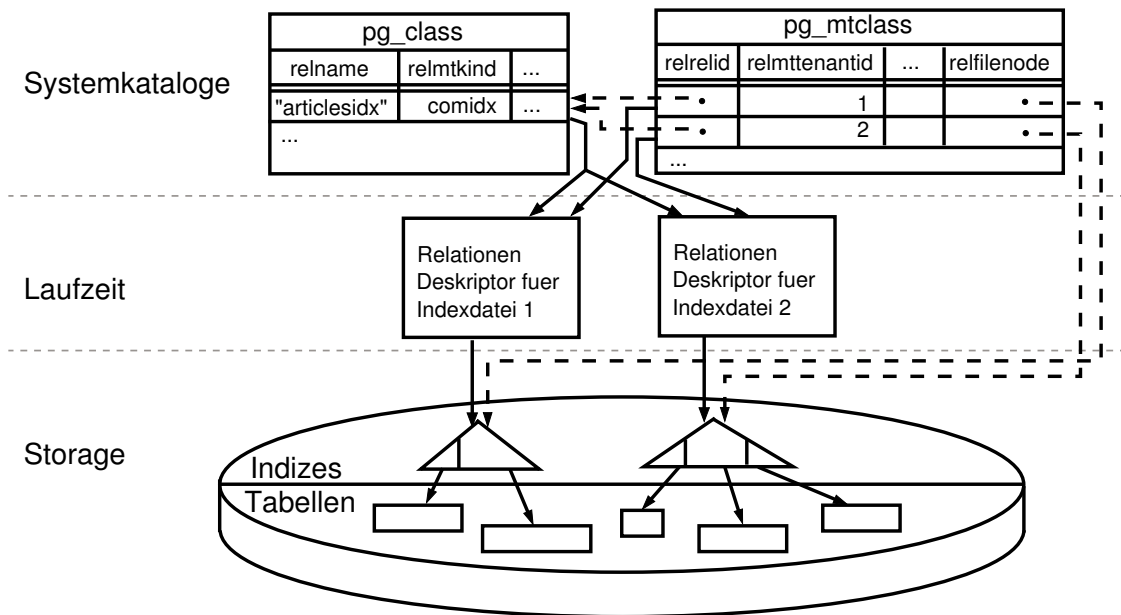 pg_class
pg_mtclass
Systemkataloge
relname relmtkind ...
relrelid relmttenantid ... relfilenode
"articlesidx" comidx ...
1
2
...
...
Laufzeit
Relationen
Deskriptor fuer
Indexdatei 1
Relationen
Deskriptor fuer
Indexdatei 2
Storage
Indizes
Tabellen